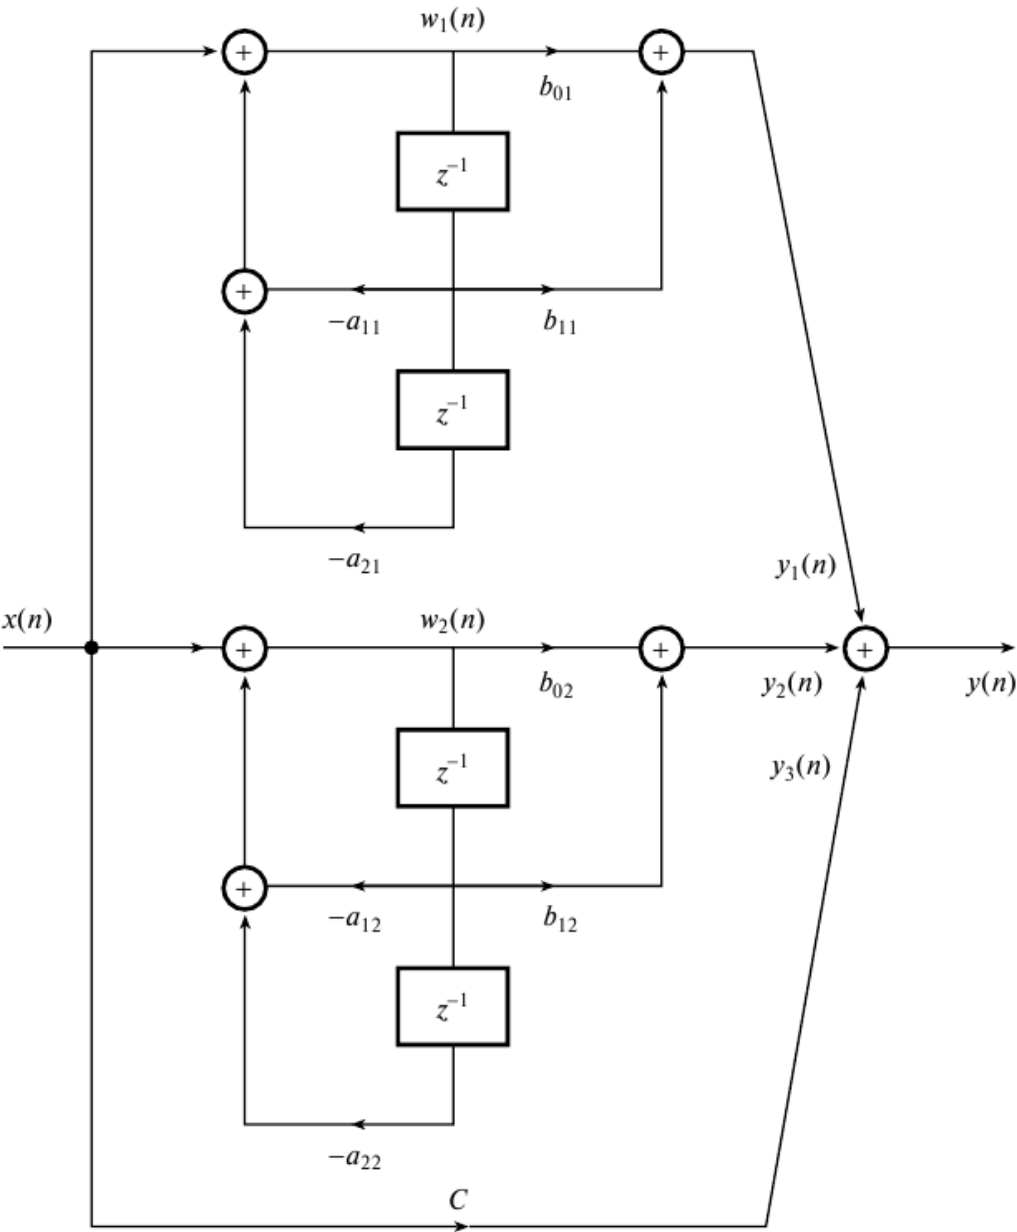 w₁(n)
+
+
b₀₁
z⁻¹
+
−a₁₁
b₁₁
z⁻¹
−a₂₁
y₁(n)
x(n)
w₂(n)
+
+
+
b₀₂
y₂(n)
y(n)
z⁻¹
y₃(n)
+
−a₁₂
b₁₂
z⁻¹
−a₂₂
C